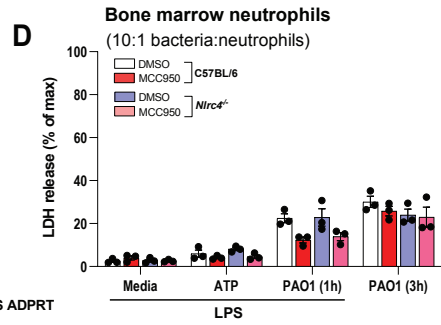 D
Bone marrow neutrophils
(10:1 bacteria:neutrophils)
DMSO
MCC950
C57BL/6
DMSO
MCC950
Nlrc4-/-
LDH release (% of max)
100
80
60
40
20
0
Media
ATP
PAO1 (1h)
PAO1 (3h)
LPS
S ADPRT